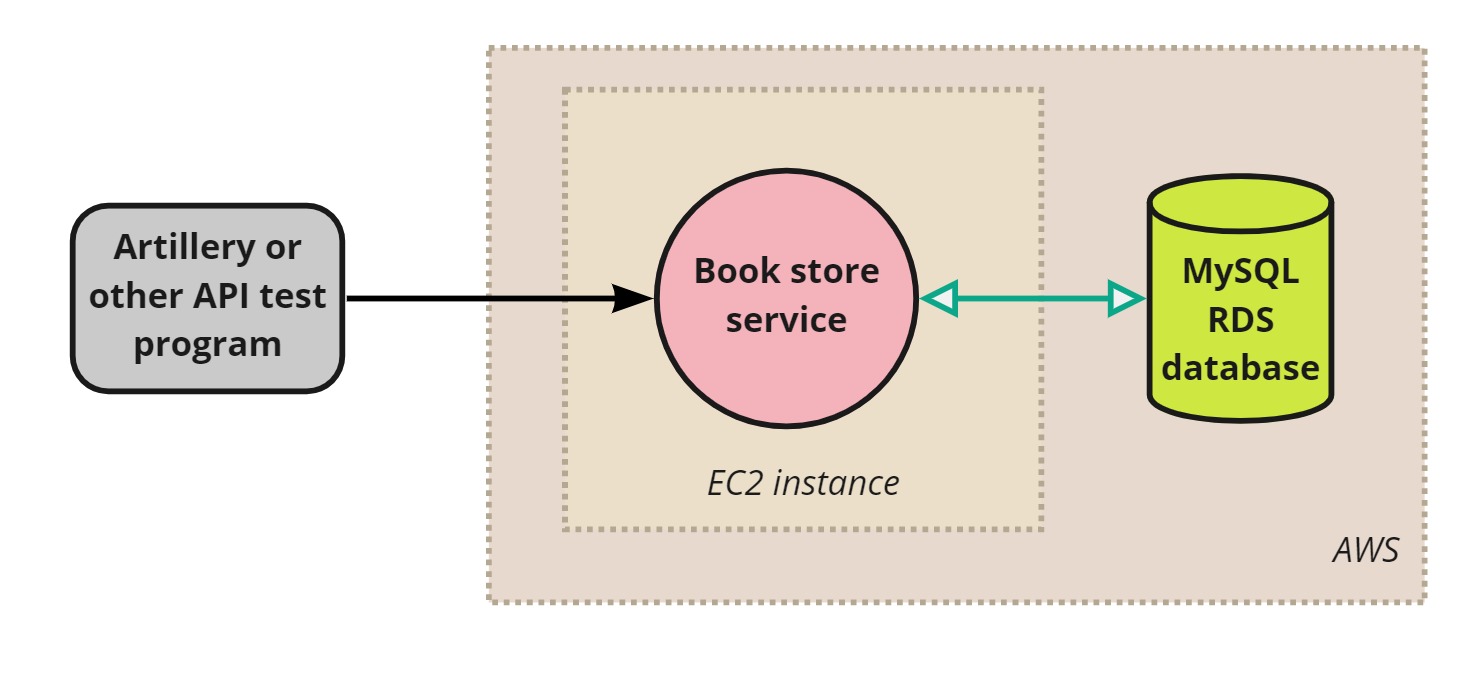 Artillery or
other API test
program
Book store
service
EC2 instance
MySQL
RDS
database
AWS